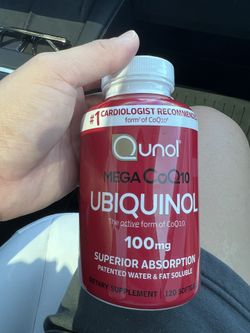 #1 CARDIOLOGIST RECOMMENDED
form of CoQ10
Qunol
MEGA CoQ10
UBIQUINOL
The active form of CoQ10
100mg
SUPERIOR ABSORPTION
PATENTED WATER & FAT SOLUBLE
DIETARY SUPPLEMENT | 120 SOFTGELS